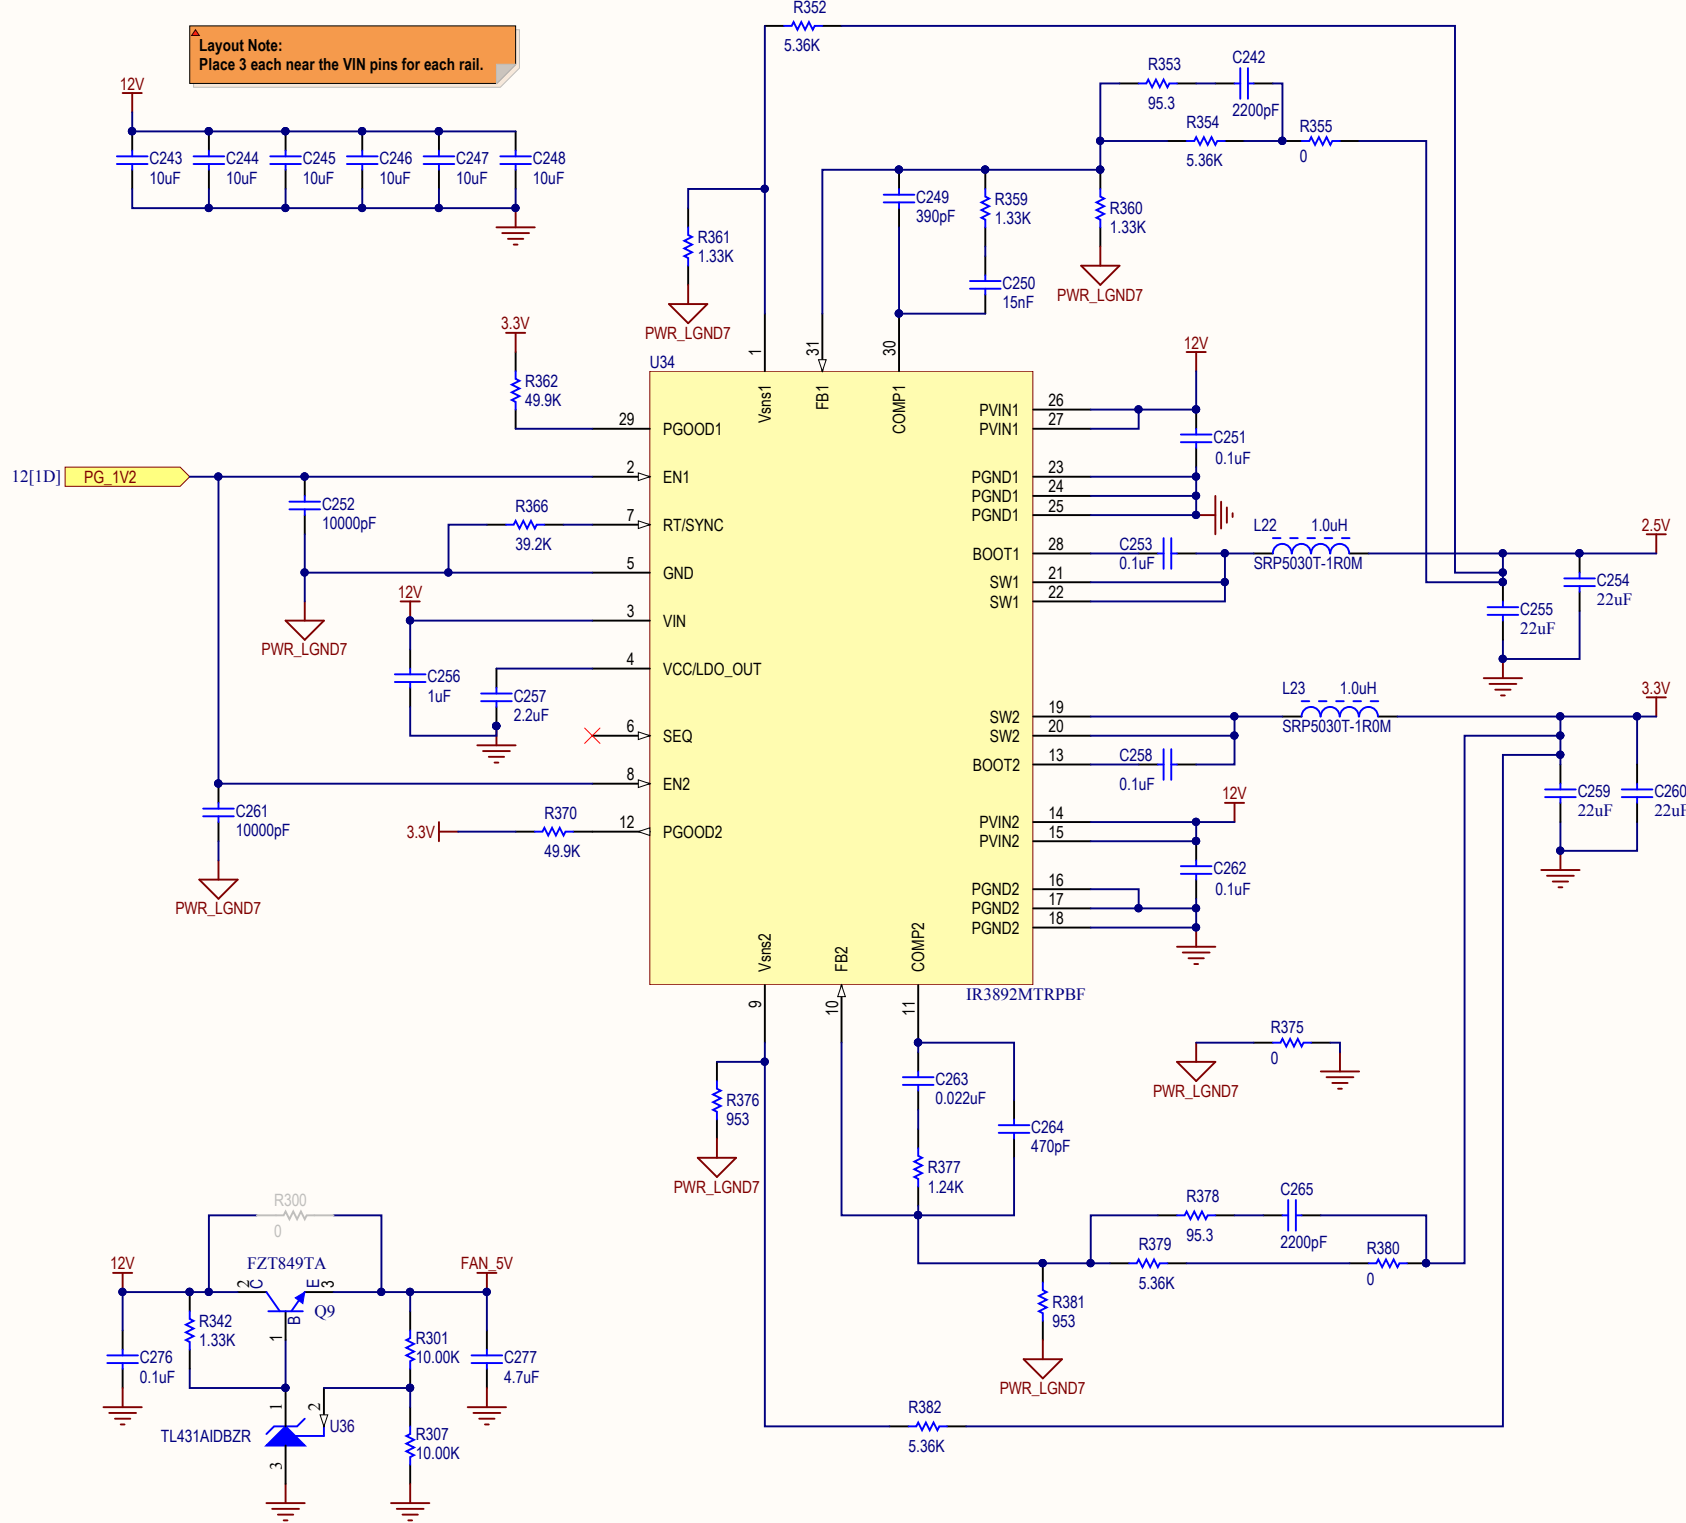 Layout Note:
Place 3 each near the VIN pins for each rail.
12V
C243
10uF
C244
10uF
C245
10uF
C246
10uF
C247
10uF
C248
10uF
R352
5.36K
R353
95.3
C242
2200pF
R354
5.36K
R355
0
C249
390pF
R359
1.33K
R360
1.33K
C250
15nF
PWR_LGND7
R361
1.33K
PWR_LGND7
3.3V
R362
49.9K
U34
1
Vsns1
31
FB1
30
COMP1
29
PGOOD1
12[1D]
PG_1V2
2
EN1
C252
10000pF
R366
39.2K
7
RT/SYNC
5
GND
PWR_LGND7
12V
3
VIN
4
VCC/LDO_OUT
C256
1uF
C257
2.2uF
6
SEQ
8
EN2
C261
10000pF
PWR_LGND7
3.3V
R370
49.9K
12
PGOOD2
12V
PVIN1
26
PVIN1
27
C251
0.1uF
PGND1
23
PGND1
24
PGND1
25
BOOT1
28
SW1
21
SW1
22
C253
0.1uF
L22
1.0uH
SRP5030T-1R0M
2.5V
C254
22uF
C255
22uF
SW2
19
SW2
20
BOOT2
13
C258
0.1uF
L23
1.0uH
SRP5030T-1R0M
3.3V
C259
22uF
C260
22uF
12V
PVIN2
14
PVIN2
15
C262
0.1uF
PGND2
16
PGND2
17
PGND2
18
Vsns2
9
FB2
10
COMP2
11
IR3892MTRPBF
R375
0
PWR_LGND7
R376
953
PWR_LGND7
C263
0.022uF
C264
470pF
R377
1.24K
R378
95.3
C265
2200pF
R379
5.36K
R380
0
R381
953
PWR_LGND7
R382
5.36K
R300
0
12V
FZT849TA
FAN_5V
2
C
E
3
B
1
Q9
R342
1.33K
C276
0.1uF
R301
10.00K
C277
4.7uF
1
2
U36
TL431AIDBZR
3
R307
10.00K